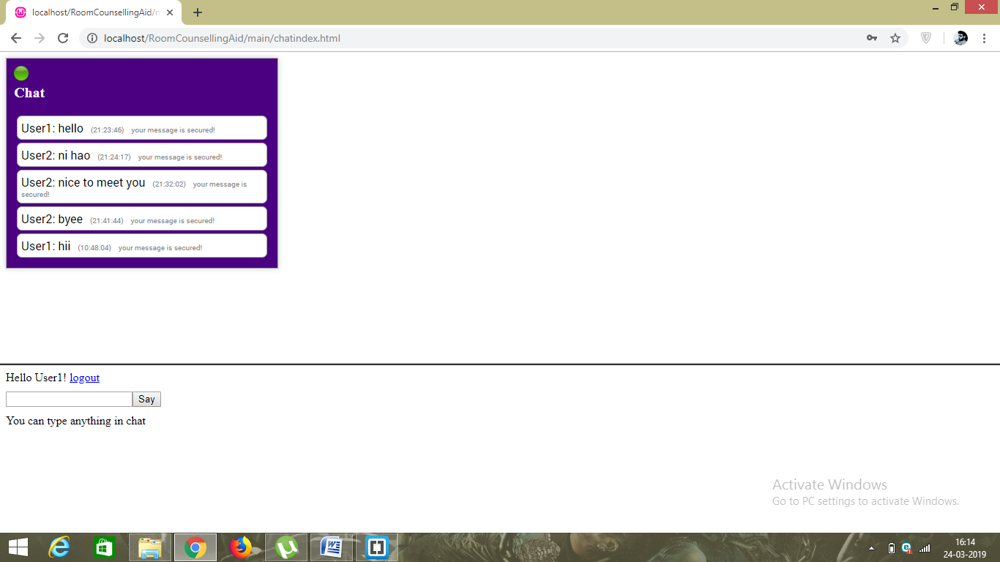 localhost/RoomCounsellingAid/m
localhost/RoomCounsellingAid/main/chatindex.html
Chat
User1: hello (21:23:46) your message is secured!
User2: ni hao (21:24:17) your message is secured!
User2: nice to meet you (21:32:02) your message is
secured!
User2: byee (21:41:44) your message is secured!
User1: hii (10:48:04) your message is secured!
Hello User1! logout
Say
You can type anything in chat
Activate Windows
Go to PC settings to activate Windows.
16:14
24-03-2019